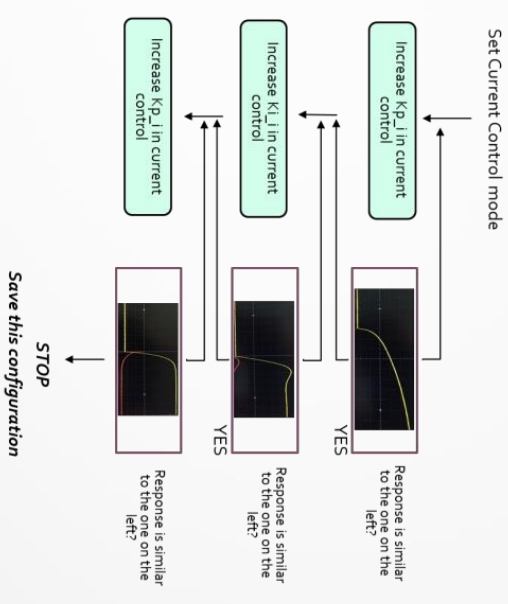 Set Current Control mode
Increase Kp_i in current
control
Response is similar
to the one on the
left?
YES
Increase Ki_i in current
control
Response is similar
to the one on the
left?
YES
Increase Kp_i in current
control
Response is similar
to the one on the
left?
STOP
Save this configuration